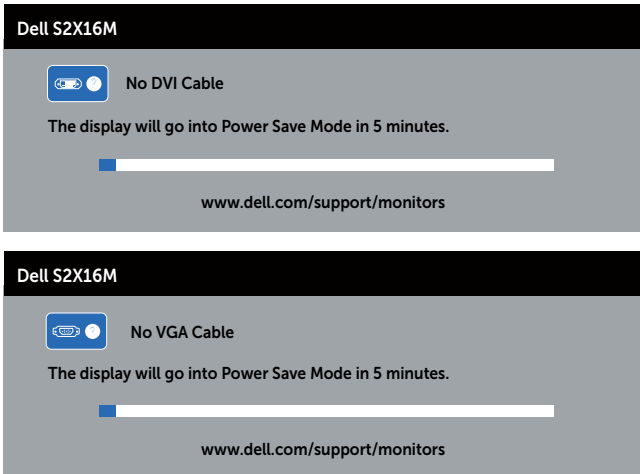 Dell S2X16M
No DVI Cable
The display will go into Power Save Mode in 5 minutes.
www.dell.com/support/monitors
Dell S2X16M
No VGA Cable
The display will go into Power Save Mode in 5 minutes.
www.dell.com/support/monitors